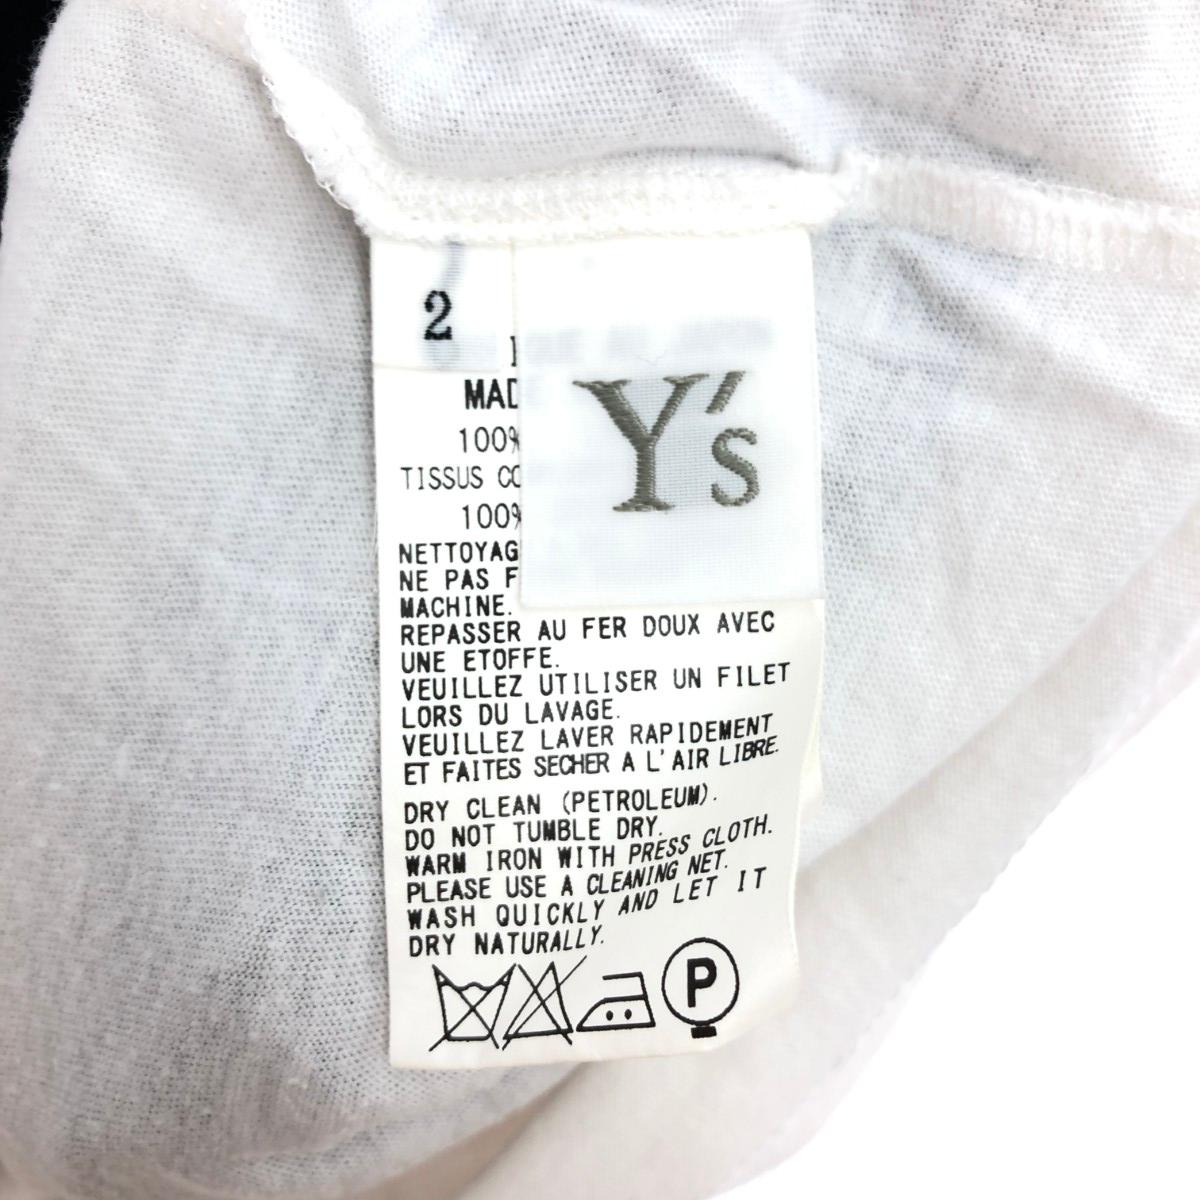 2
Y's
MAD
100%
TISSUS CO
100%
NETTOYAG
NE PAS F
MACHINE.
REPASSER AU FER DOUX AVEC
UNE ETOFFE.
VEUILLEZ UTILISER UN FILET
LORS DU LAVAGE.
VEUILLEZ LAVER RAPIDEMENT
ET FAITES SECHER A L'AIR LIBRE.
DRY CLEAN (PETROLEUM).
DO NOT TUMBLE DRY.
WARM IRON WITH PRESS CLOTH.
PLEASE USE A CLEANING NET.
WASH QUICKLY AND LET IT
DRY NATURALLY.
P